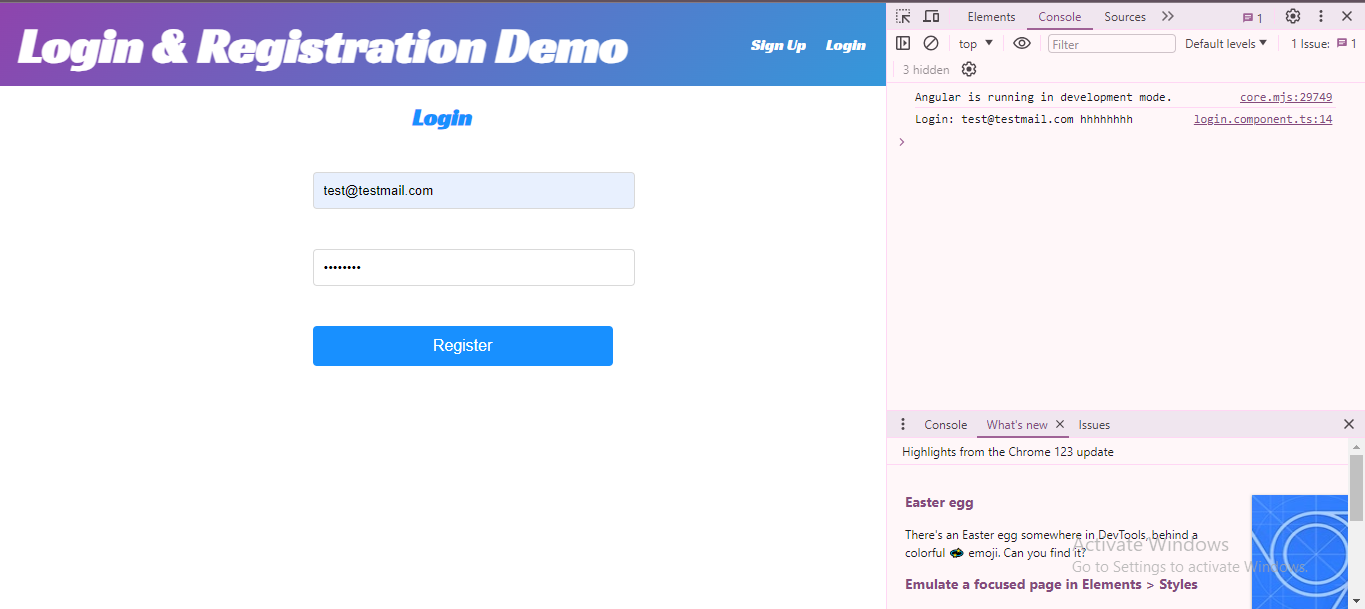 Login & Registration Demo
Sign Up Login
Login
test@testmail.com
••••••••
Register
Elements Console Sources 1
top Filter Default levels 1 Issue: 1
3 hidden
Angular is running in development mode. core.mjs:29749
Login: test@testmail.com hhhhhhhh login.component.ts:14
Console What's new Issues
Highlights from the Chrome 123 update
Easter egg
There's an Easter egg somewhere in DevTools, behind a
colorful emoji. Can you find it?
Emulate a focused page in Elements > Styles
Activate Windows
Go to Settings to activate Windows.